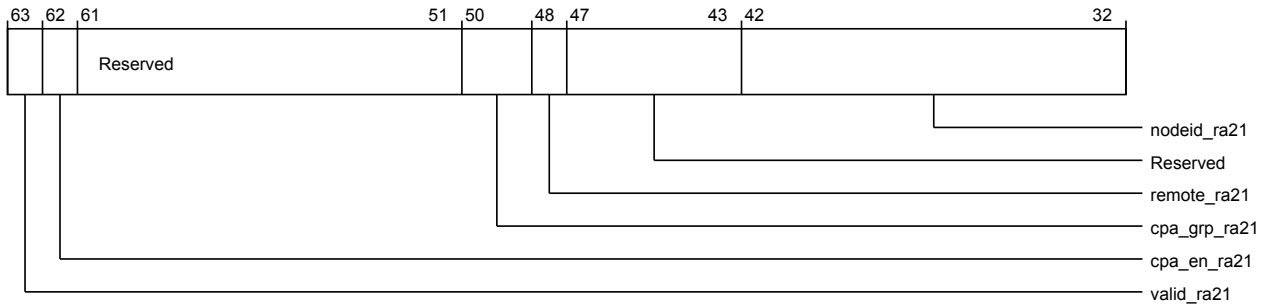 63 62 61 51 50 48 47 43 42 32
Reserved
nodeid_ra21
Reserved
remote_ra21
cpa_grp_ra21
cpa_en_ra21
valid_ra21